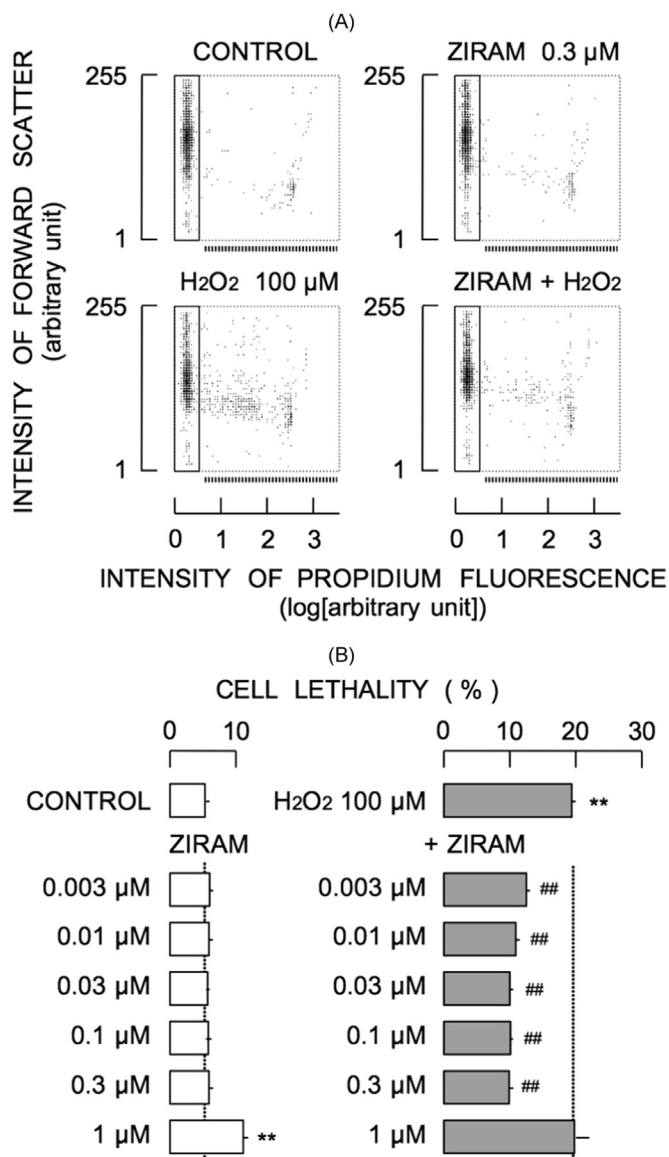 (A)
INTENSITY OF FORWARD SCATTER
(arbitrary unit)
CONTROL
ZIRAM 0.3 µM
255
1
255
1
H2O2 100 µM
ZIRAM + H2O2
255
1
255
1
0 1 2 3
0 1 2 3
INTENSITY OF PROPIDIUM FLUORESCENCE
(log[arbitrary unit])
(B)
CELL LETHALITY ( % )
0 10
0 10 20 30
CONTROL
H2O2 100 µM **
ZIRAM
+ ZIRAM
0.003 µM
0.003 µM ##
0.01 µM
0.01 µM ##
0.03 µM
0.03 µM ##
0.1 µM
0.1 µM ##
0.3 µM
0.3 µM ##
1 µM **
1 µM